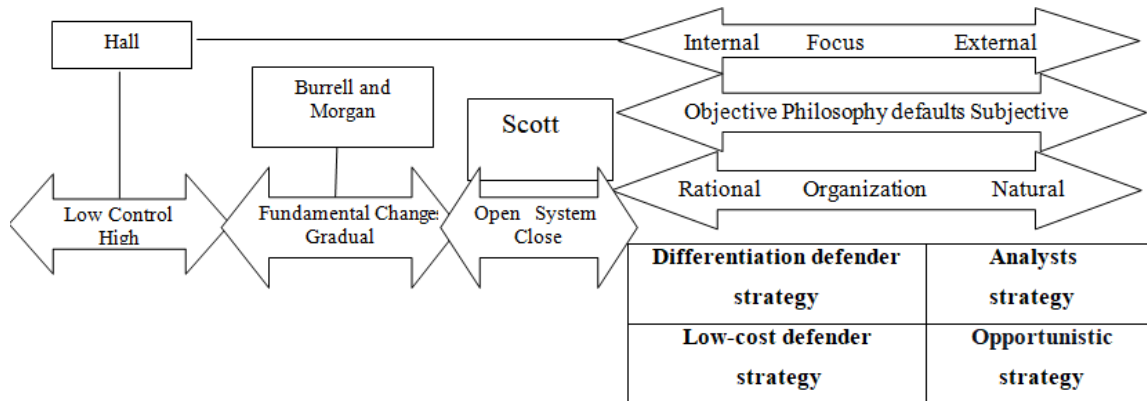 Hall
Internal Focus External
Burrell and
Morgan
Objective Philosophy defaults Subjective
Scott
Rational Organization Natural
Low Control
High
Fundamental Changes
Gradual
Open System
Close
Differentiation defender
strategy
Analysts
strategy
Low-cost defender
strategy
Opportunistic
strategy